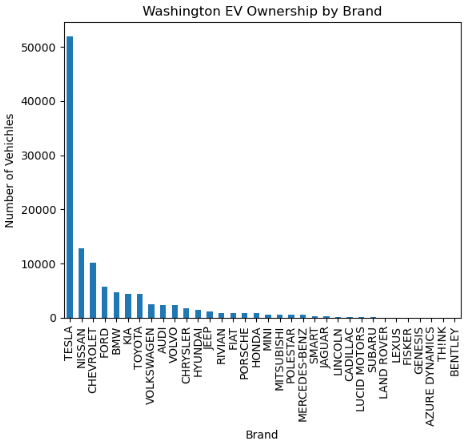 Washington EV Ownership by Brand
Number of Vehichles
50000
40000
30000
20000
10000
0
TESLA
NISSAN
CHEVROLET
FORD
BMW
KIA
TOYOTA
VOLKSWAGEN
AUDI
VOLVO
CHRYSLER
HYUNDAI
JEEP
RIVIAN
FIAT
PORSCHE
HONDA
MINI
MITSUBISHI
POLESTAR
MERCEDES-BENZ
SMART
JAGUAR
LINCOLN
CADILLAC
LUCID MOTORS
SUBARU
LAND ROVER
LEXUS
FISKER
GENESIS
AZURE DYNAMICS
TH!NK
BENTLEY
Brand